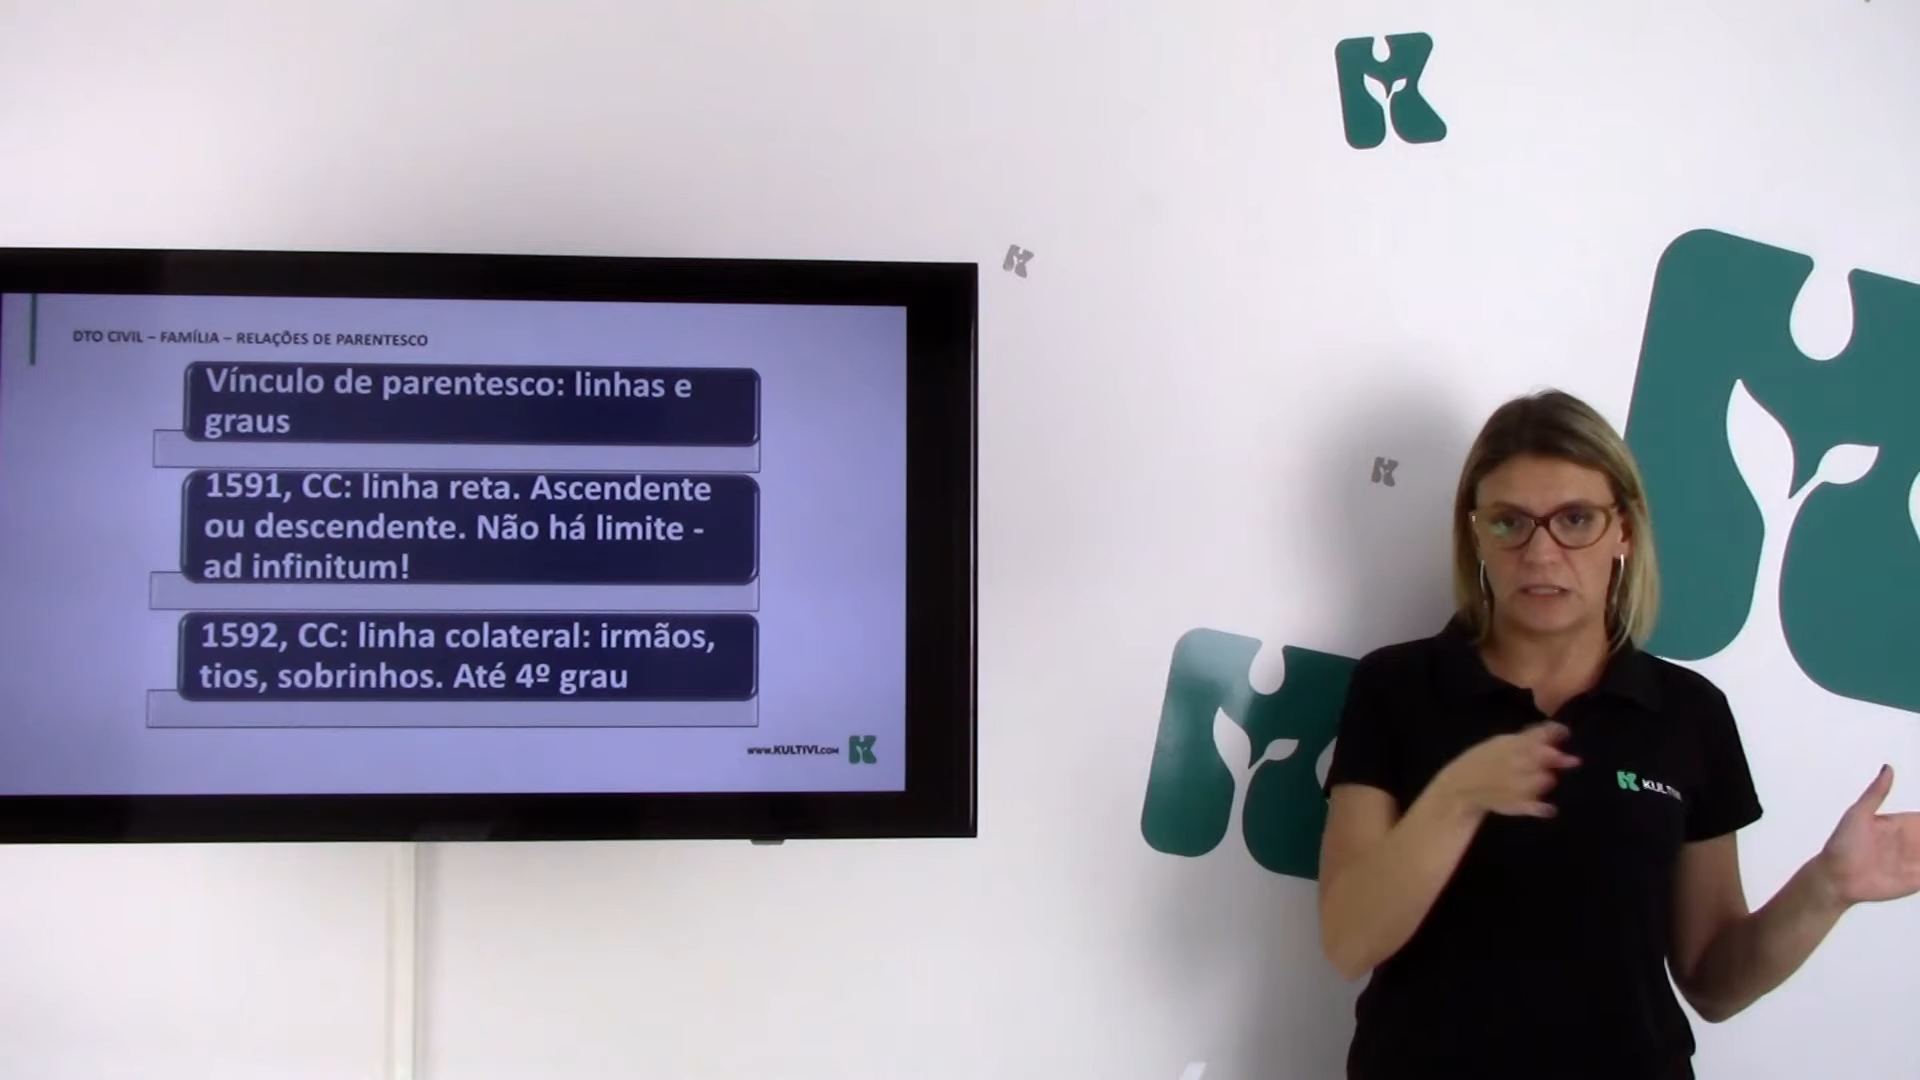 DTO CIVIL – FAMÍLIA – RELAÇÕES DE PARENTESCO
Vínculo de parentesco: linhas e
graus
1591, CC: linha reta. Ascendente
ou descendente. Não há limite -
ad infinitum!
1592, CC: linha colateral: irmãos,
tios, sobrinhos. Até 4º grau
www.KULTIVI.com